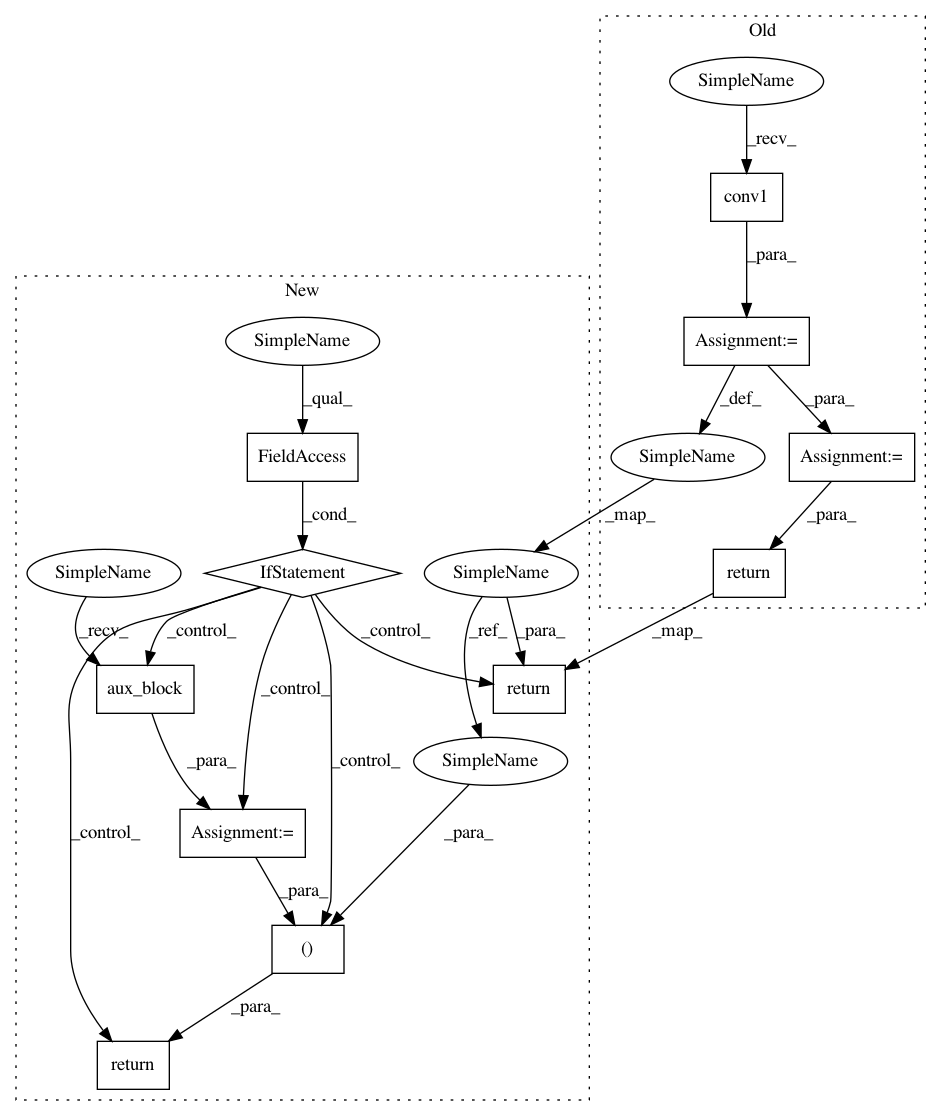 Old
SimpleName
_recv_
conv1
_para_
New
SimpleName
Assignment:=
_qual_
_def_
_para_
FieldAccess
SimpleName
Assignment:=
_cond_
_map_
_para_
SimpleName
IfStatement
SimpleName
return
_recv_
_control_
_control_
_ref_
_para_
_map_
aux_block
_control_
return
_para_
_control_
SimpleName
_control_
Assignment:=
_para_
_para_
()
_para_
return